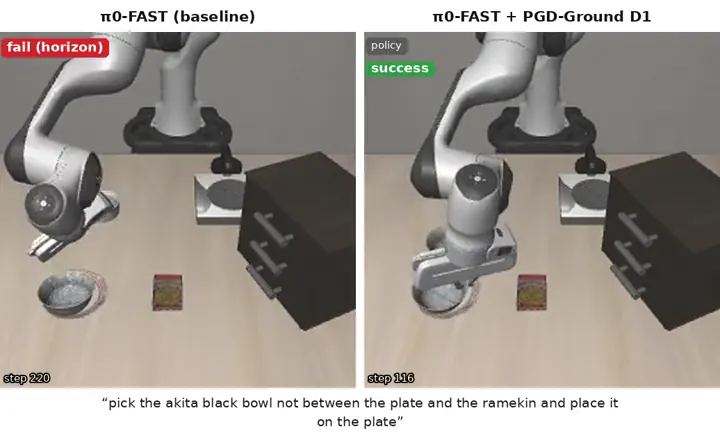 π0-FAST (baseline)
π0-FAST + PGD-Ground D1
fail (horizon)
policy
success
step 220
step 116
“pick the akita black bowl not between the plate and the ramekin and place it
on the plate”